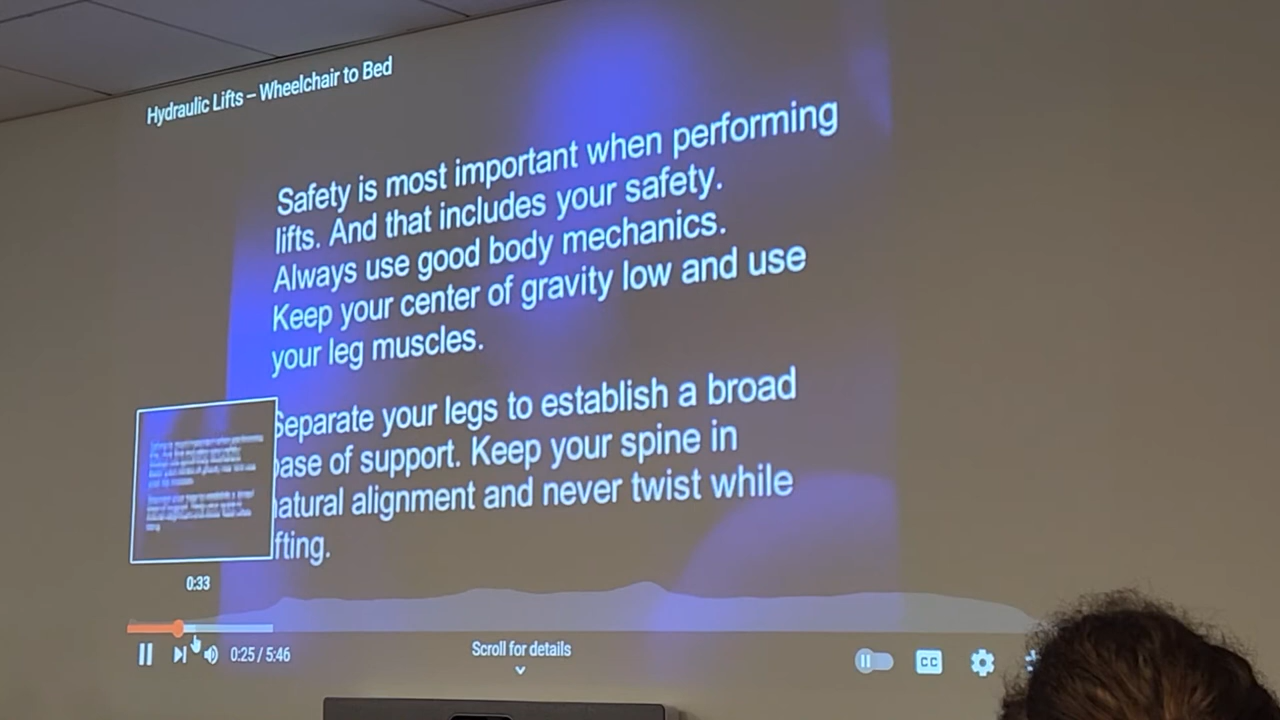 Hydraulic Lifts – Wheelchair to Bed
Safety is most important when performing
lifts. And that includes your safety.
Always use good body mechanics.
Keep your center of gravity low and use
your leg muscles.
Separate your legs to establish a broad
ase of support. Keep your spine in
natural alignment and never twist while
fting.
0:33
0:25 / 5:46
Scroll for details
CC